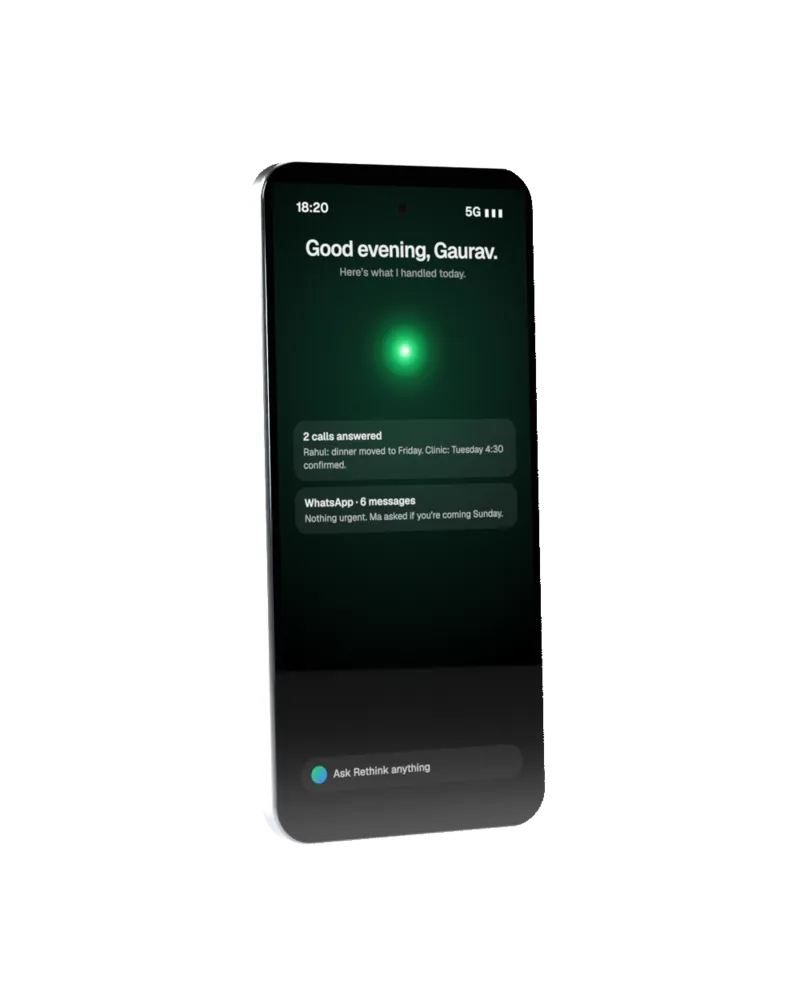 18:20
5G
Good evening, Gaurav.
Here's what I handled today.
2 calls answered
Rahul: dinner moved to Friday. Clinic: Tuesday 4:30
confirmed.
WhatsApp · 6 messages
Nothing urgent. Ma asked if you're coming Sunday.
Ask Rethink anything